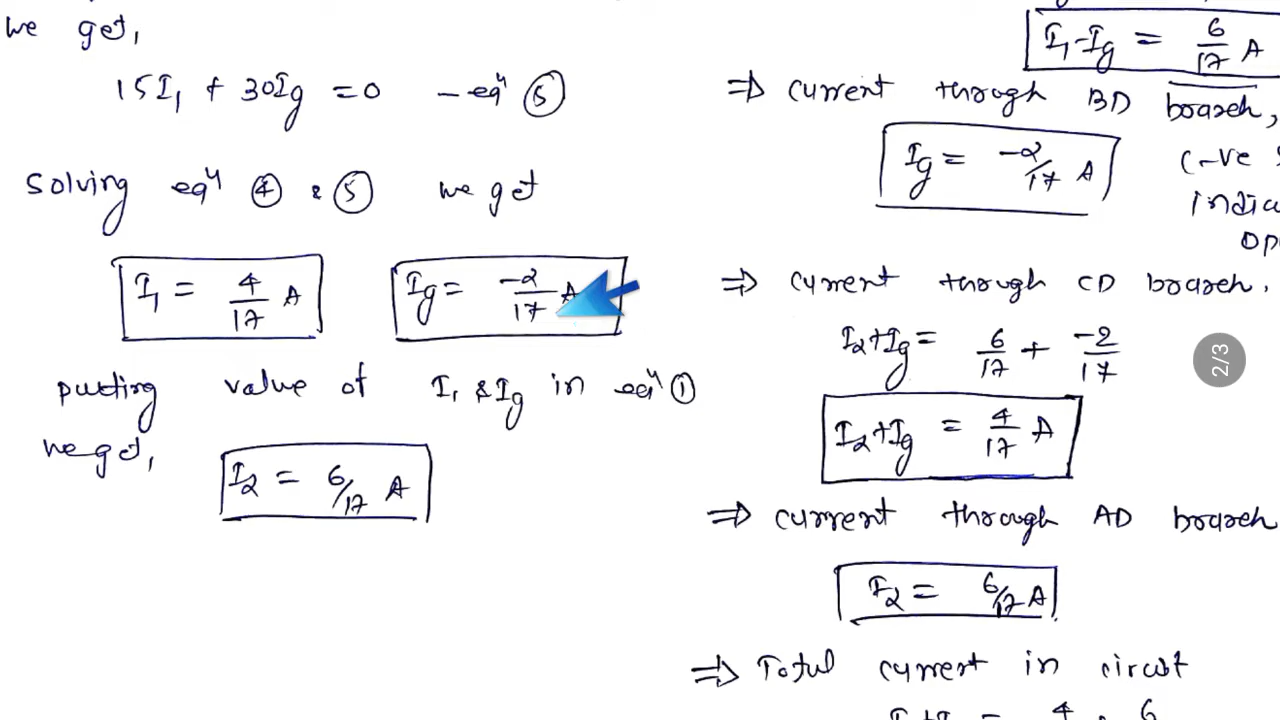 we get,
15I₁ + 30Ig = 0 - eqⁿ ⑤
Solving eqⁿ ④ & ⑤ we get
I₁ = 4/17 A Ig = -2/17 A
putting value of I₁ & Ig in eqⁿ ①
we get,
I₂ = 6/17 A
I₁-Ig = 6/17 A
⇒ current through BD branch,
Ig = -2/17 A
(-ve
indic
op
⇒ current through CD branch.
I₂+Ig = 6/17 + -2/17
I₂+Ig = 4/17 A
⇒ current through AD branch
I₂ = 6/17 A
⇒ Total current in circuit
2/3